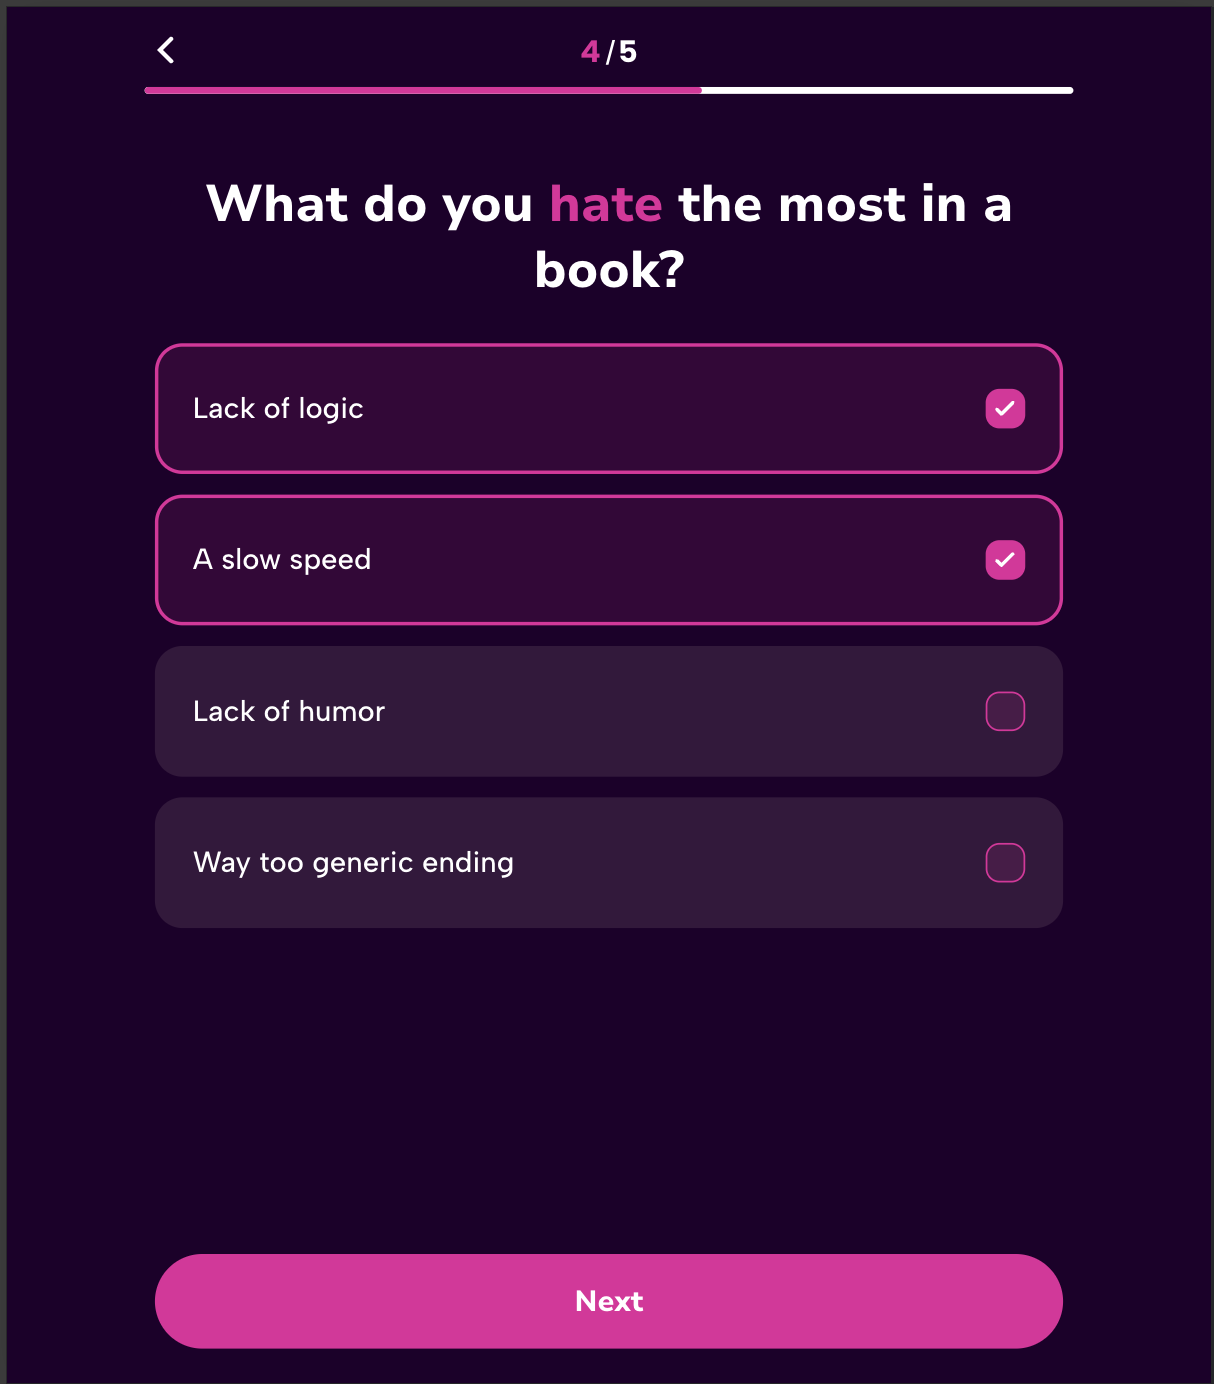 4/5
What do you hate the most in a
book?
Lack of logic
A slow speed
Lack of humor
Way too generic ending
Next